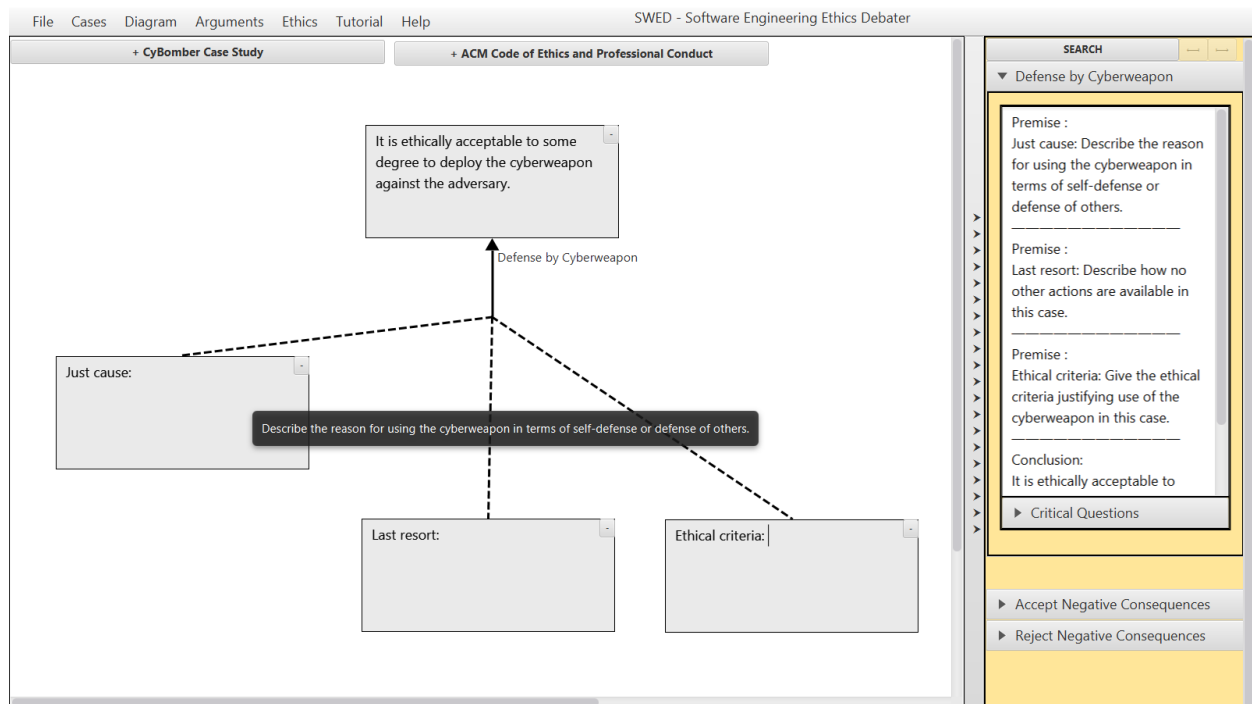 SWED - Software Engineering Ethics Debater
File Cases Diagram Arguments Ethics Tutorial Help
+ CyBomber Case Study
+ ACM Code of Ethics and Professional Conduct
It is ethically acceptable to some
degree to deploy the cyberweapon
against the adversary.
-
Defense by Cyberweapon
Just cause:
-
Describe the reason for using the cyberweapon in terms of self-defense or defense of others.
Last resort:
-
Ethical criteria:
-
SEARCH
Defense by Cyberweapon
Premise :
Just cause: Describe the reason
for using the cyberweapon in
terms of self-defense or
defense of others.
————————————
Premise :
Last resort: Describe how no
other actions are available in
this case.
————————————
Premise :
Ethical criteria: Give the ethical
criteria justifying use of the
cyberweapon in this case.
————————————
Conclusion:
It is ethically acceptable to
Critical Questions
Accept Negative Consequences
Reject Negative Consequences